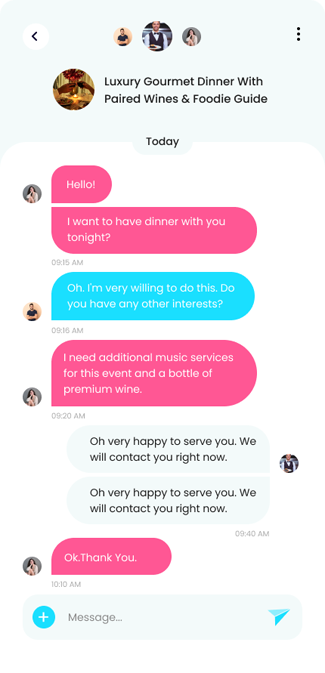 Luxury Gourmet Dinner With
Paired Wines & Foodie Guide
Today
Hello!
I want to have dinner with you
tonight?
09:15 AM
Oh. I'm very willing to do this. Do
you have any other interests?
09:16 AM
I need additional music services
for this event and a bottle of
premium wine.
09:20 AM
Oh very happy to serve you. We
will contact you right now.
Oh very happy to serve you. We
will contact you right now.
09:40 AM
Ok.Thank You.
10:10 AM
Message...